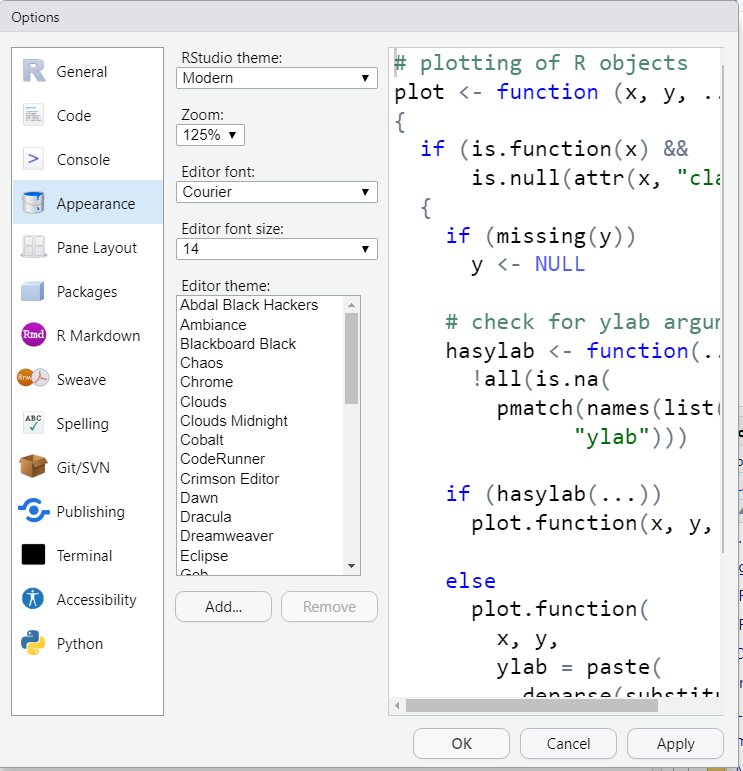 Options
General
Code
Console
Appearance
Pane Layout
Packages
R Markdown
Sweave
Spelling
Git/SVN
Publishing
Terminal
Accessibility
Python
RStudio theme:
Modern
Zoom:
125%
Editor font:
Courier
Editor font size:
14
Editor theme:
Abdal Black Hackers
Ambiance
Blackboard Black
Chaos
Chrome
Clouds
Clouds Midnight
Cobalt
CodeRunner
Crimson Editor
Dawn
Dracula
Dreamweaver
Eclipse
Add...
Remove
# plotting of R objects
plot <- function (x, y, ..
{
  if (is.function(x) &&
      is.null(attr(x, "cla
  {
    if (missing(y))
      y <- NULL
    # check for ylab argum
    hasylab <- function(..
      !all(is.na(
        pmatch(names(list(
              "ylab")))
    if (hasylab(...))
      plot.function(x, y,
    else
      plot.function(
        x, y,
        ylab = paste(
          deparse(substitu
OK
Cancel
Apply